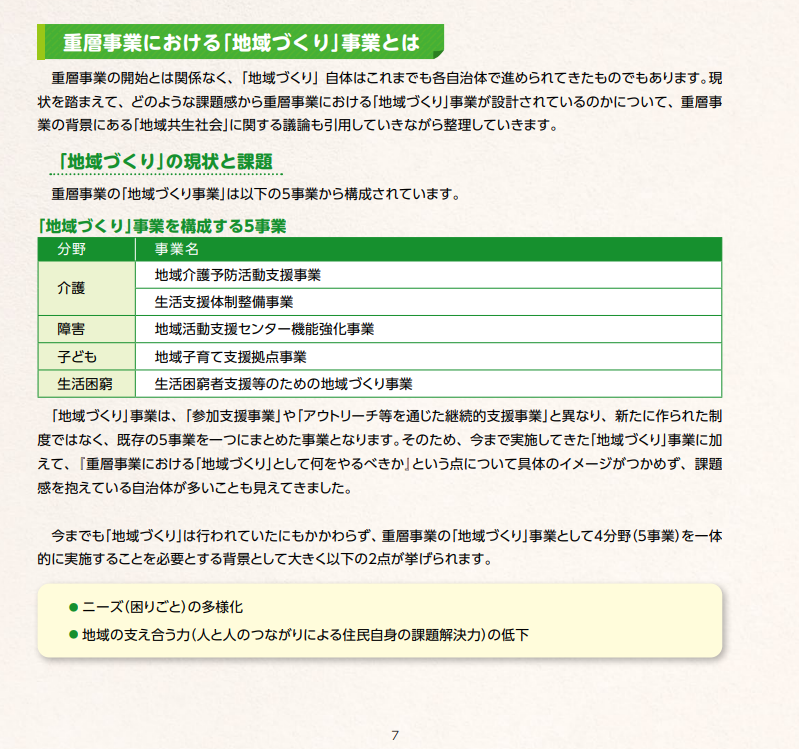 重層事業における「地域づくり」事業とは
重層事業の開始とは関係なく、「地域づくり」 自体はこれまでも各自治体で進められてきたものでもあります。現
状を踏まえて、どのような課題感から重層事業における「地域づくり」事業が設計されているのかについて、重層事
業の背景にある「地域共生社会」に関する議論も引用していきながら整理していきます。
「地域づくり」の現状と課題
重層事業の「地域づくり事業」は以下の5事業から構成されています。
「地域づくり」事業を構成する5事業
分野 事業名
介護 地域介護予防活動支援事業
生活支援体制整備事業
障害 地域活動支援センター機能強化事業
子ども 地域子育て支援拠点事業
生活困窮 生活困窮者支援等のための地域づくり事業
「地域づくり」事業は、「参加支援事業」や「アウトリーチ等を通じた継続的支援事業」と異なり、新たに作られた制
度ではなく、既存の5事業を一つにまとめた事業となります。そのため、今まで実施してきた「地域づくり」事業に加
えて、『重層事業における「地域づくり」として何をやるべきか』という点について具体のイメージがつかめず、課題
感を抱えている自治体が多いことも見えてきました。
今までも「地域づくり」は行われていたにもかかわらず、重層事業の「地域づくり」事業として4分野（5事業）を一体
的に実施することを必要とする背景として大きく以下の2点が挙げられます。
●ニーズ（困りごと）の多様化
●地域の支え合う力（人と人のつながりによる住民自身の課題解決力）の低下
7